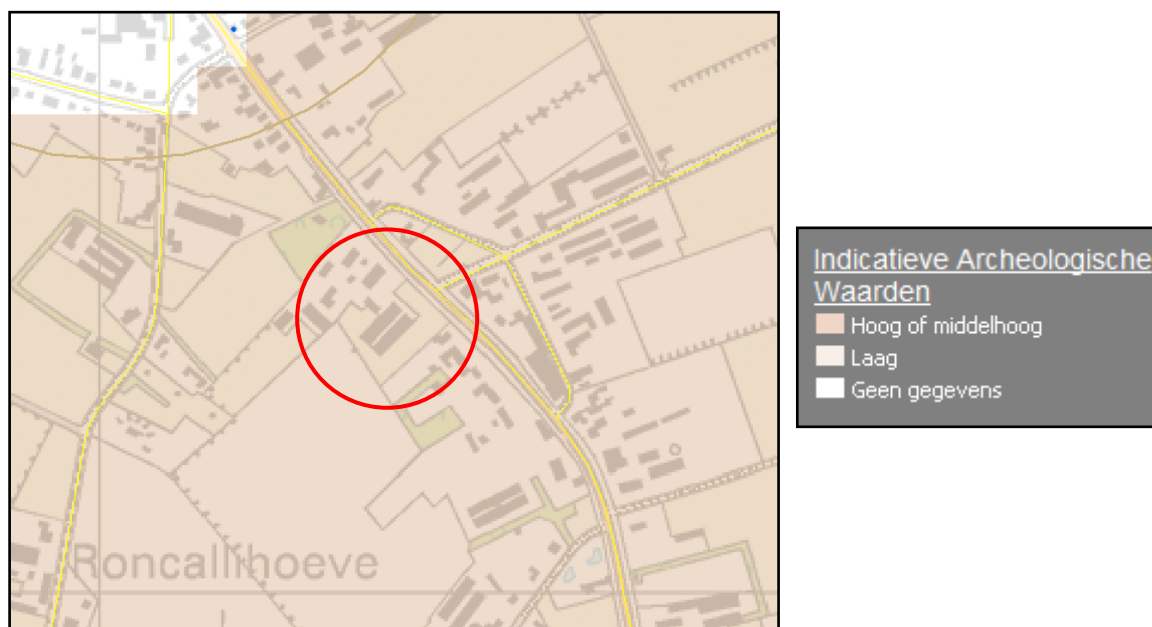 Roncallihoeve
Indicatieve Archeologische
Waarden
Hoog of middelhoog
Laag
Geen gegevens